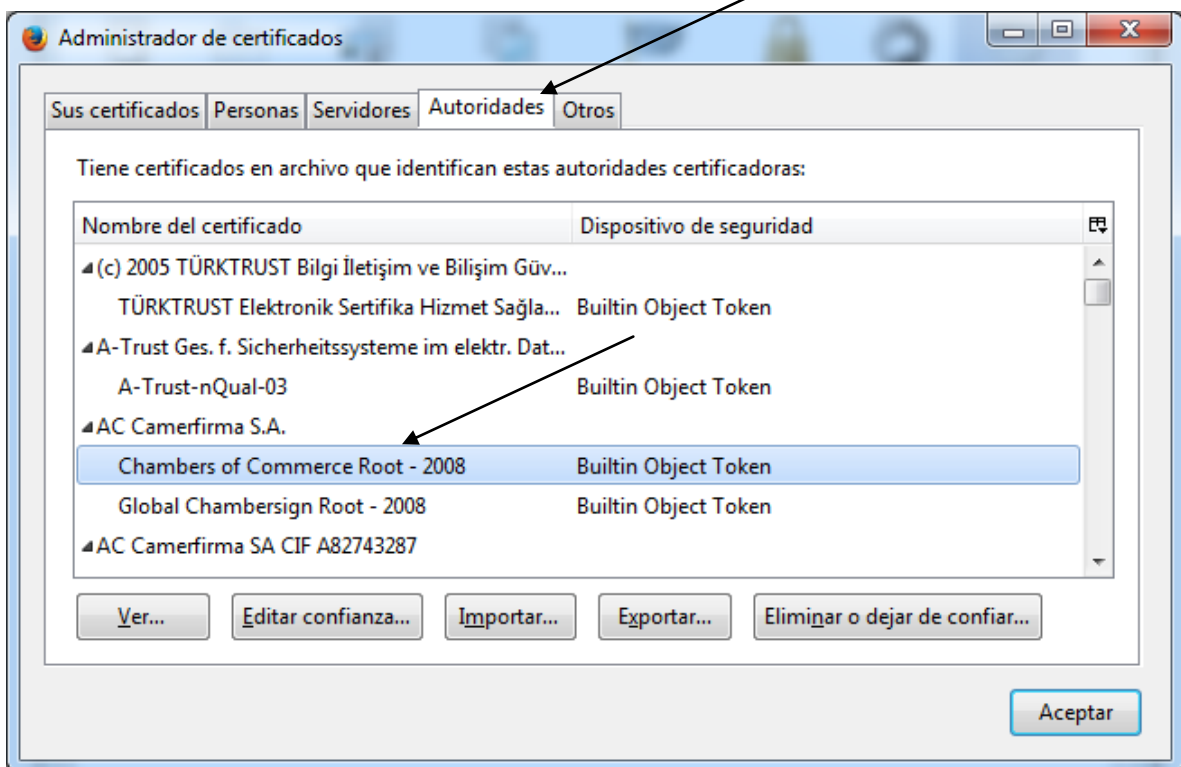 Administrador de certificados
Sus certificados Personas Servidores Autoridades Otros
Tiene certificados en archivo que identifican estas autoridades certificadoras:
Nombre del certificado Dispositivo de seguridad
(c) 2005 TÜRKTRUST Bilgi İletişim ve Bilişim Güv...
TÜRKTRUST Elektronik Sertifika Hizmet Sağla... Builtin Object Token
A-Trust Ges. f. Sicherheitssysteme im elektr. Dat...
A-Trust-nQual-03 Builtin Object Token
AC Camerfirma S.A.
Chambers of Commerce Root - 2008 Builtin Object Token
Global Chambersign Root - 2008 Builtin Object Token
AC Camerfirma SA CIF A82743287
Ver... Editar confianza... Importar... Exportar... Eliminar o dejar de confiar...
Aceptar